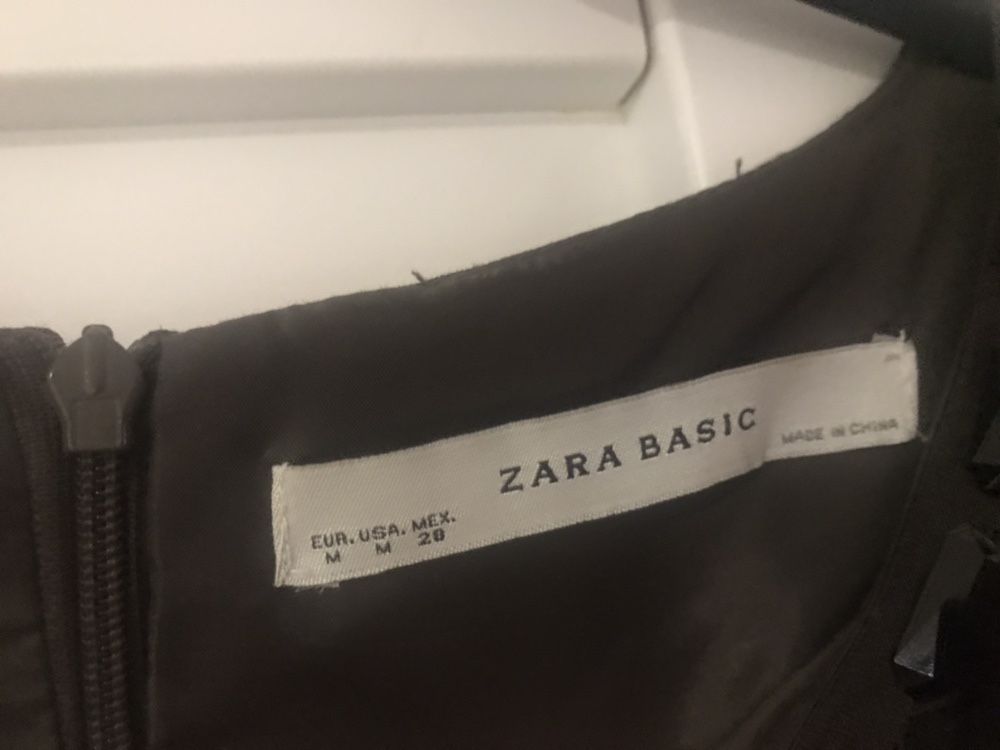 ZARA BASIC
MADE IN CHINA
EUR. USA. MEX.
M M 28